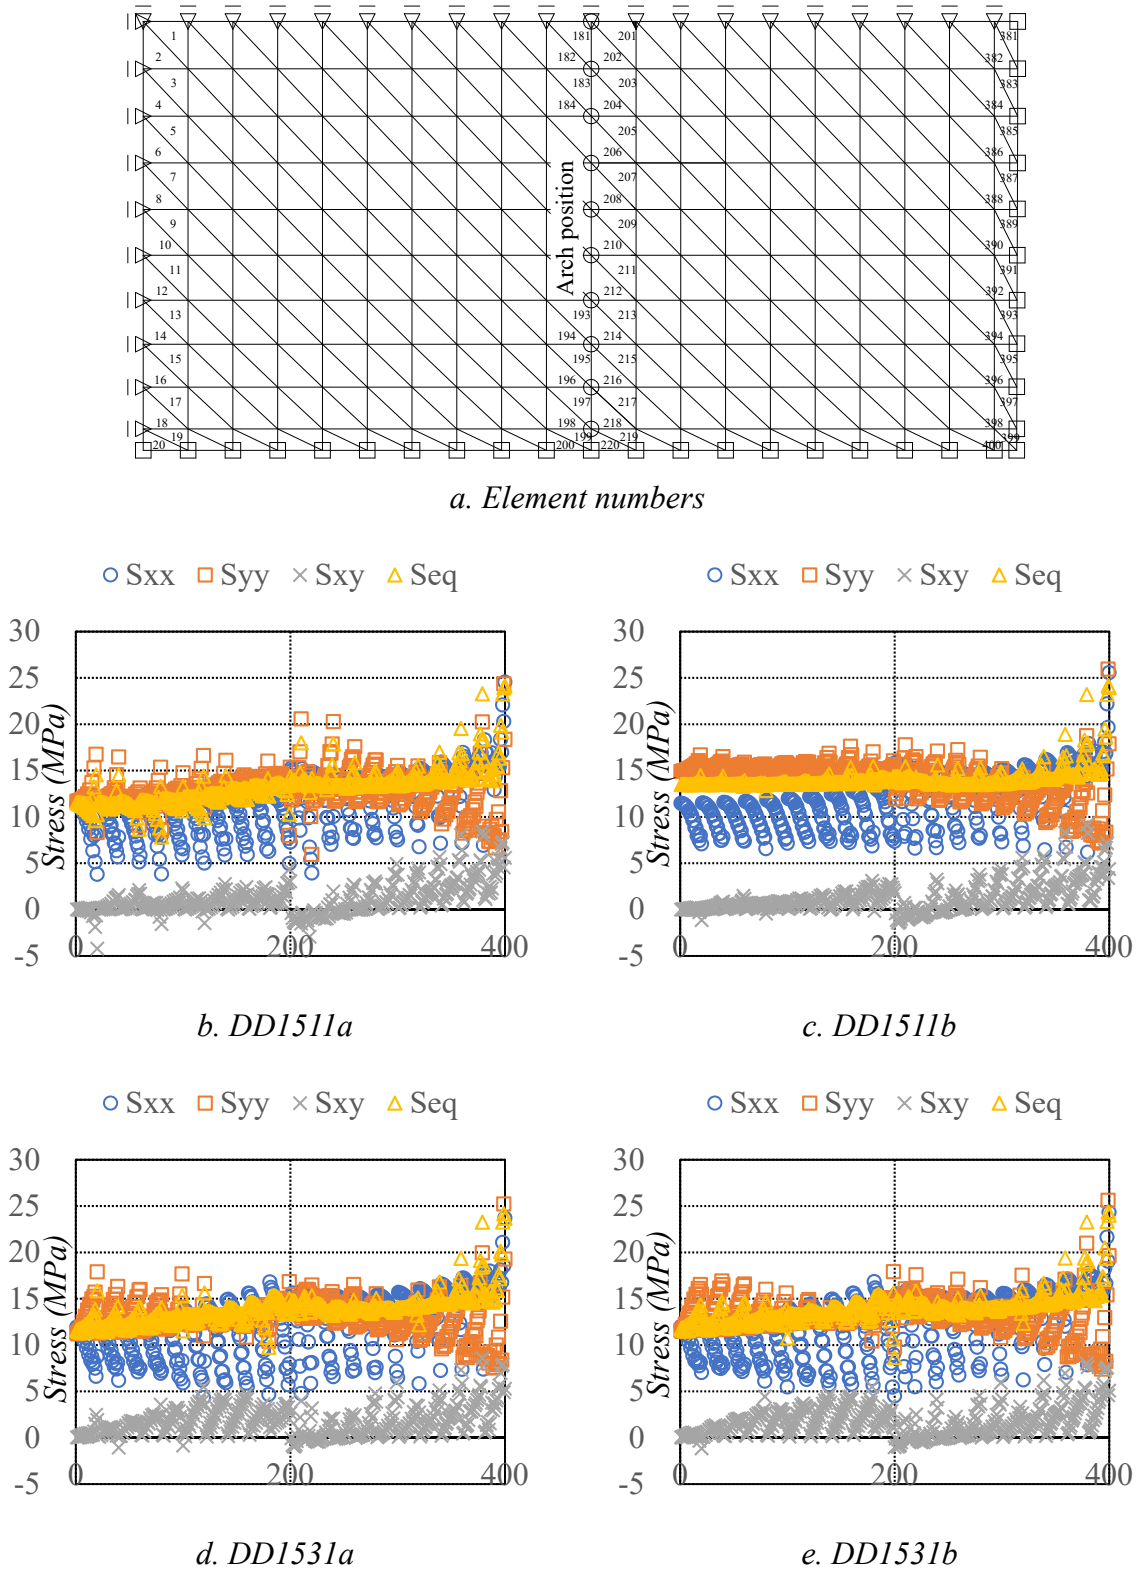 1 181 201 381
2 182 202 382
3 183 203 383
4 184 204 384
5 205 385
6 206 386
7 207 387
8 208 388
9 209 389
10 210 390
11 211 391
12 212 392
13 193 213 393
14 194 214 394
15 195 215 395
16 196 216 396
17 197 217 397
18 198 218 398
19 199 219 399
20 200 220 400
Arch position
a. Element numbers
Sxx Syy Sxy Seq
30
25
20
15
10
5
0
-5
0 200 400
Stress (MPa)
b. DD1511a
Sxx Syy Sxy Seq
30
25
20
15
10
5
0
-5
0 200 400
Stress (MPa)
c. DD1511b
Sxx Syy Sxy Seq
30
25
20
15
10
5
0
-5
0 200 400
Stress (MPa)
d. DD1531a
Sxx Syy Sxy Seq
30
25
20
15
10
5
0
-5
0 200 400
Stress (MPa)
e. DD1531b